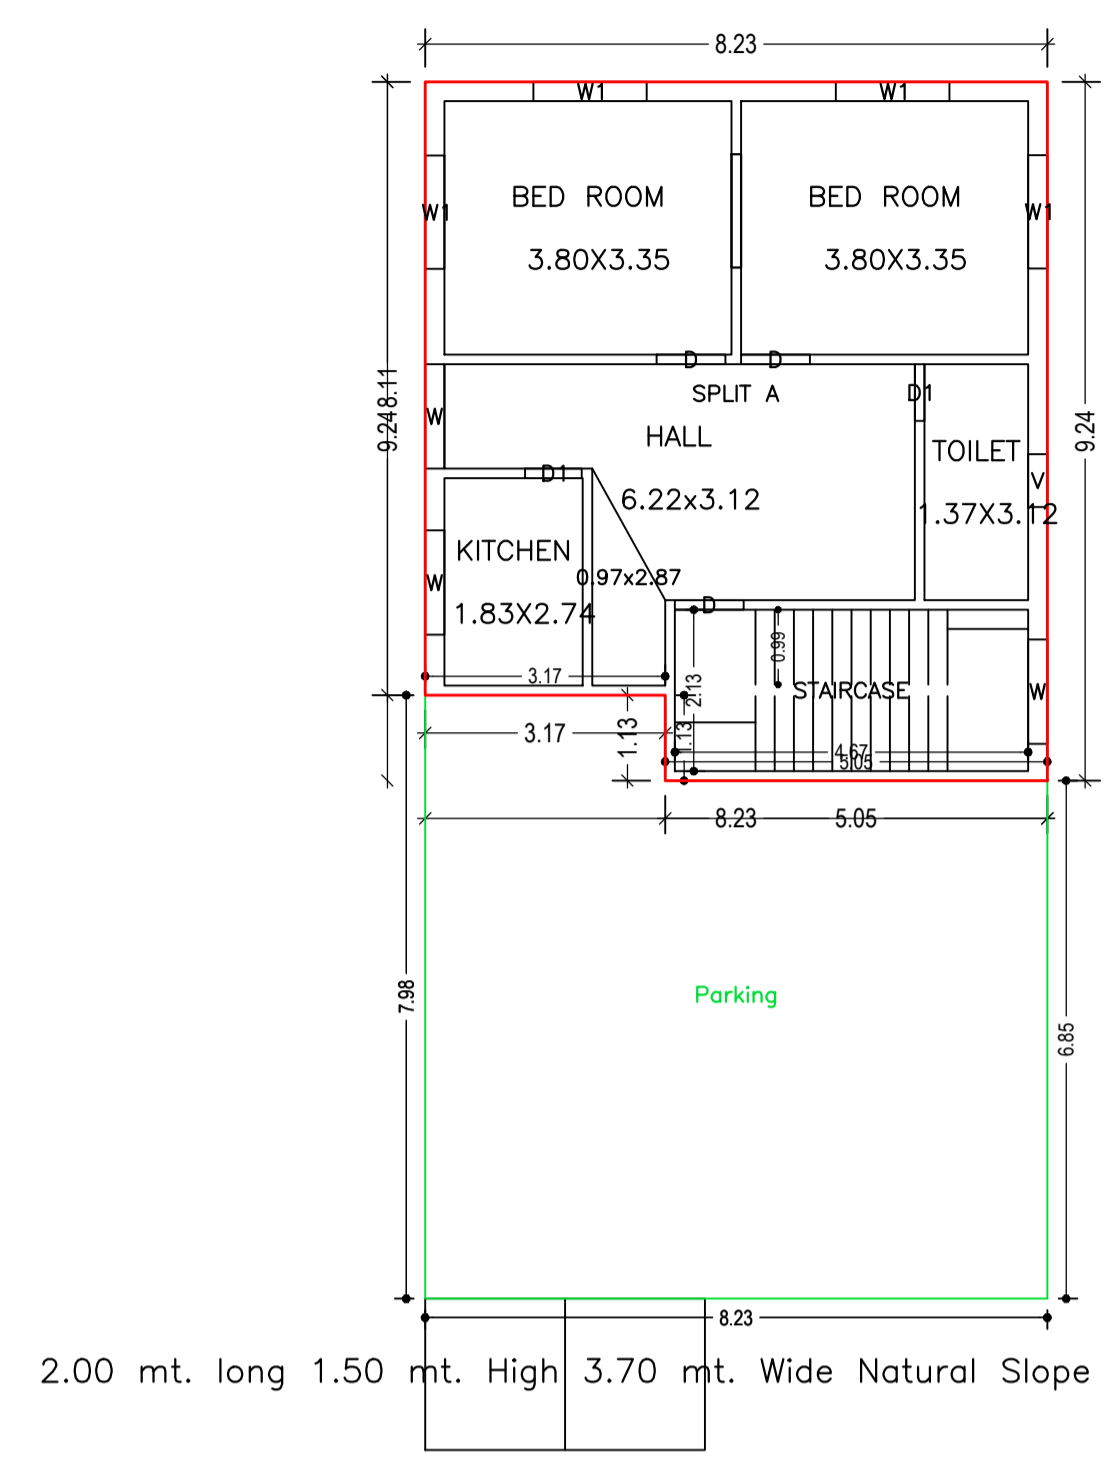 8.23
W1 W1
W1 W1
BED ROOM BED ROOM
3.80X3.35 3.80X3.35
D D
9.24 8.11 9.24
SPLIT A D1
W
HALL
TOILET
D1
V
6.22x3.12 1.37X3.12
KITCHEN
0.97x2.87
W
1.83X2.74
D
0.99
3.17 2.13 STAIRCASE W
3.17 1.13 1.13
4.67
5.05
8.23 5.05
Parking
7.98
6.85
8.23
2.00 mt. long 1.50 mt. High 3.70 mt. Wide Natural Slope